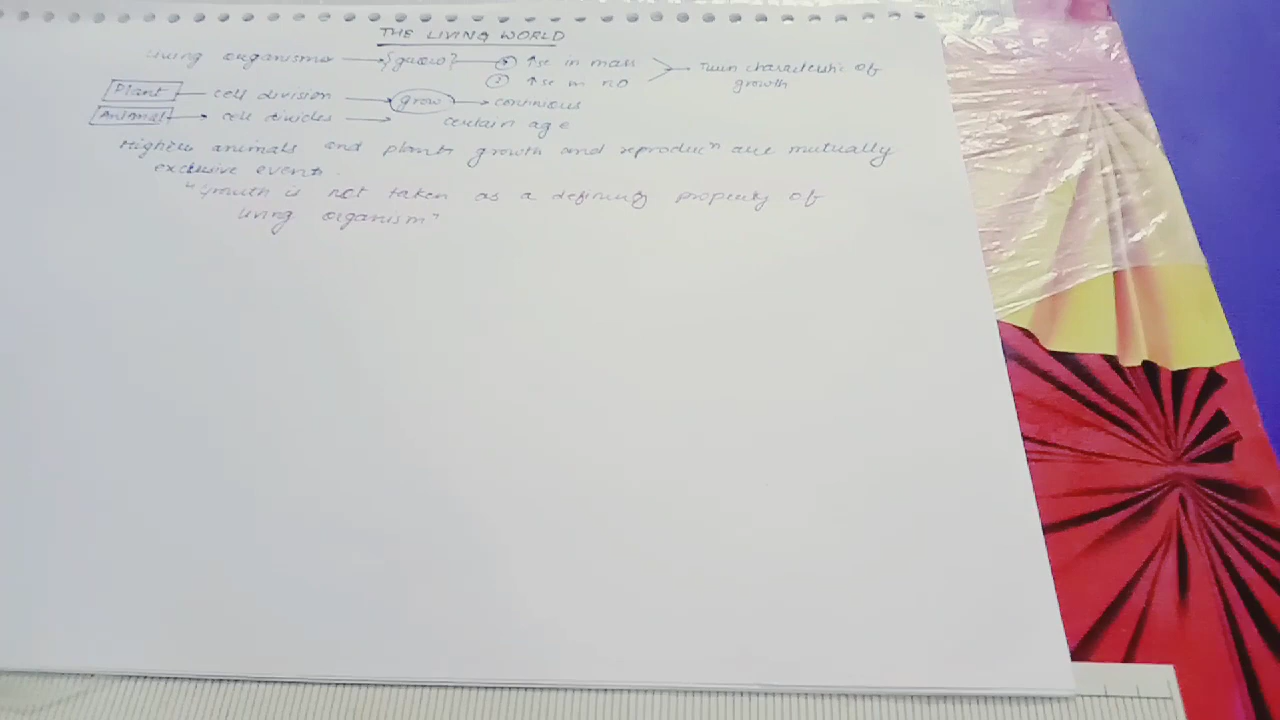 THE LIVING WORLD
Living organisms → {grow} → ① ↑se in mass > → Twin characteristic of
② ↑se in no growth
Plant — cell division → grow → continuous
Animal → cell divides → certain age
Higher animals and plants growth and reproducⁿ are mutually
exclusive events.
"Growth is not taken as a defining property of
living organism"